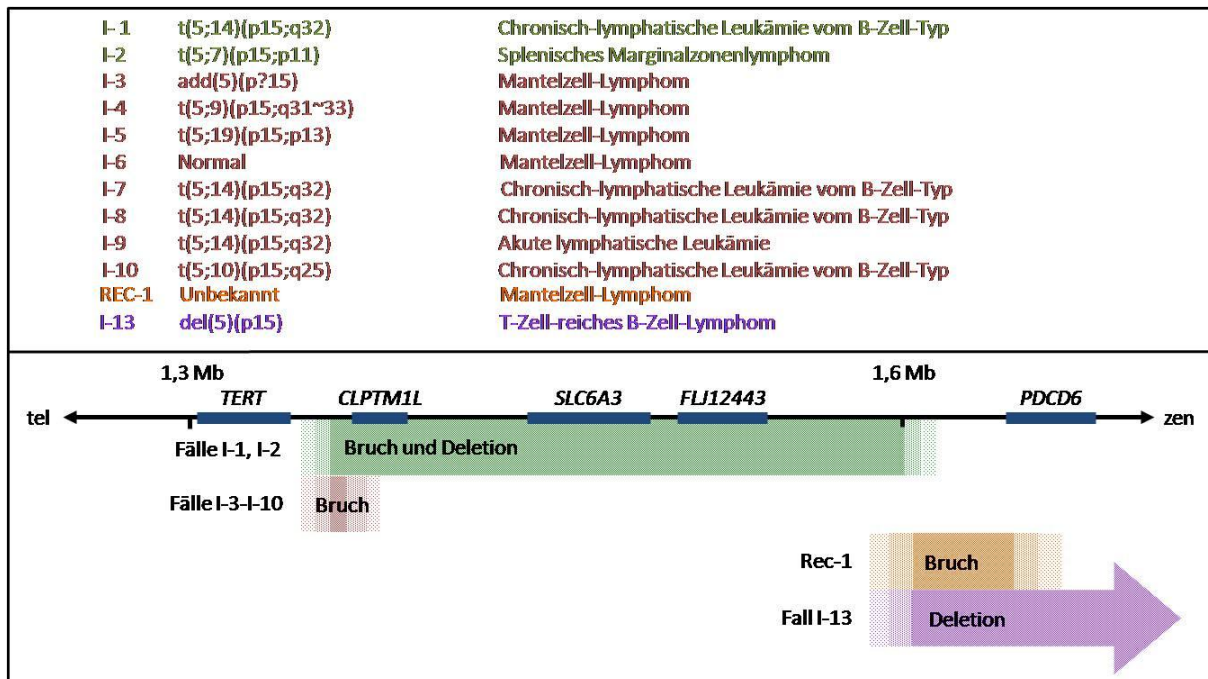 I- 1 t(5;14)(p15;q32) Chronisch-lymphatische Leukämie vom B-Zell-Typ
I-2 t(5;7)(p15;p11) Splenisches Marginalzonenlymphom
I-3 add(5)(p?15) Mantelzell-Lymphom
I-4 t(5;9)(p15;q31~33) Mantelzell-Lymphom
I-5 t(5;19)(p15;p13) Mantelzell-Lymphom
I-6 Normal Mantelzell-Lymphom
I-7 t(5;14)(p15;q32) Chronisch-lymphatische Leukämie vom B-Zell-Typ
I-8 t(5;14)(p15;q32) Chronisch-lymphatische Leukämie vom B-Zell-Typ
I-9 t(5;14)(p15;q32) Akute lymphatische Leukämie
I-10 t(5;10)(p15;q25) Chronisch-lymphatische Leukämie vom B-Zell-Typ
REC-1 Unbekannt Mantelzell-Lymphom
I-13 del(5)(p15) T-Zell-reiches B-Zell-Lymphom
1,3 Mb 1,6 Mb
TERT CLPTM1L SLC6A3 FLJ12443 PDCD6
tel zen
Fälle I-1, I-2 Bruch und Deletion
Fälle I-3-I-10 Bruch
Rec-1 Bruch
Fall I-13 Deletion